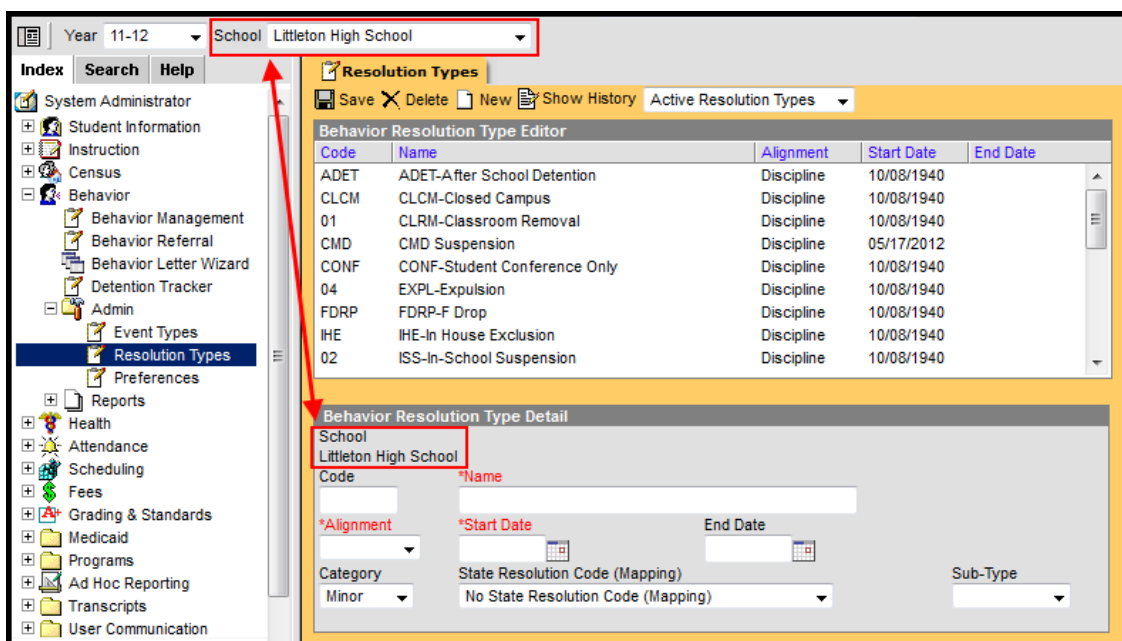 Year 11-12 School Littleton High School
Index Search Help
System Administrator
Student Information
Instruction
Census
Behavior
Behavior Management
Behavior Referral
Behavior Letter Wizard
Detention Tracker
Admin
Event Types
Resolution Types
Preferences
Reports
Health
Attendance
Scheduling
Fees
Grading & Standards
Medicaid
Programs
Ad Hoc Reporting
Transcripts
User Communication
Resolution Types
Save Delete New Show History Active Resolution Types
Behavior Resolution Type Editor
Code Name Alignment Start Date End Date
ADET ADET-After School Detention Discipline 10/08/1940
CLCM CLCM-Closed Campus Discipline 10/08/1940
01 CLRM-Classroom Removal Discipline 10/08/1940
CMD CMD Suspension Discipline 05/17/2012
CONF CONF-Student Conference Only Discipline 10/08/1940
04 EXPL-Expulsion Discipline 10/08/1940
FDRP FDRP-F Drop Discipline 10/08/1940
IHE IHE-In House Exclusion Discipline 10/08/1940
02 ISS-In-School Suspension Discipline 10/08/1940
Behavior Resolution Type Detail
School
Littleton High School
Code *Name
*Alignment *Start Date End Date
Category State Resolution Code (Mapping) Sub-Type
Minor No State Resolution Code (Mapping)